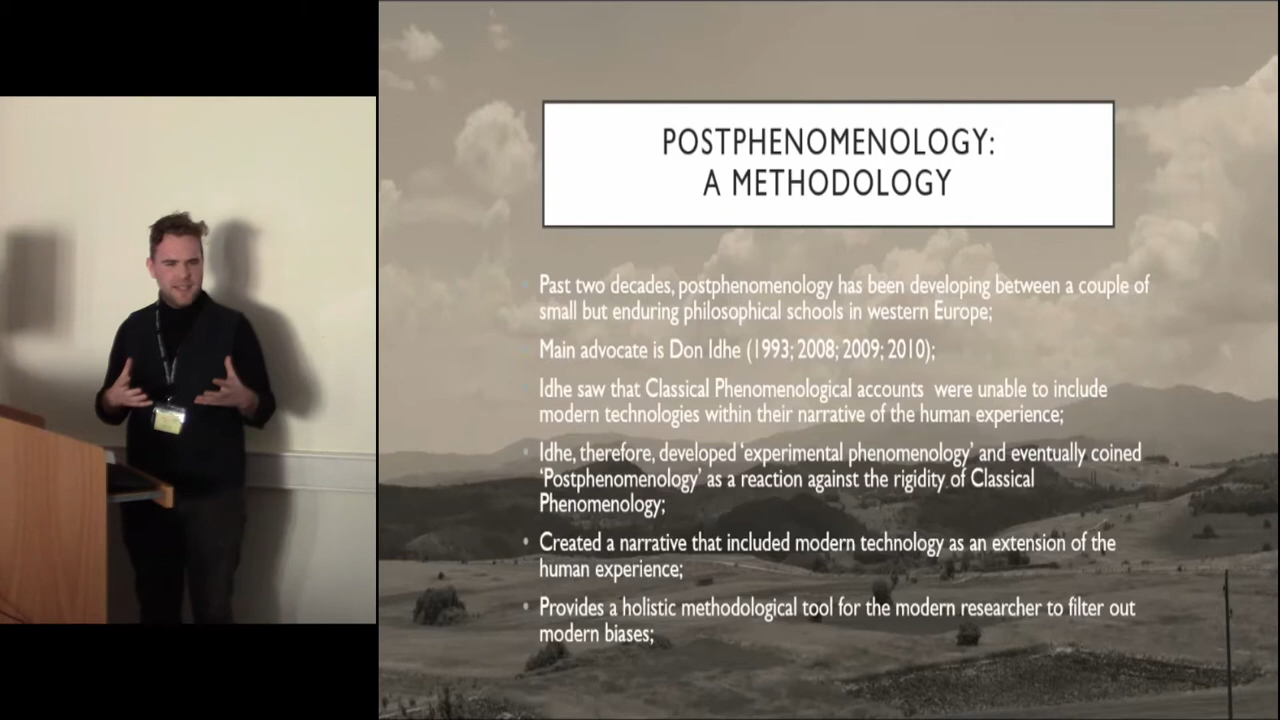 POSTPHENOMENOLOGY:
A METHODOLOGY
Past two decades, postphenomenology has been developing between a couple of
small but enduring philosophical schools in western Europe;
Main advocate is Don Idhe (1993; 2008; 2009; 2010);
Idhe saw that Classical Phenomenological accounts were unable to include
modern technologies within their narrative of the human experience;
Idhe, therefore, developed 'experimental phenomenology' and eventually coined
'Postphenomenology' as a reaction against the rigidity of Classical
Phenomenology;
Created a narrative that included modern technology as an extension of the
human experience;
Provides a holistic methodological tool for the modern researcher to filter out
modern biases;